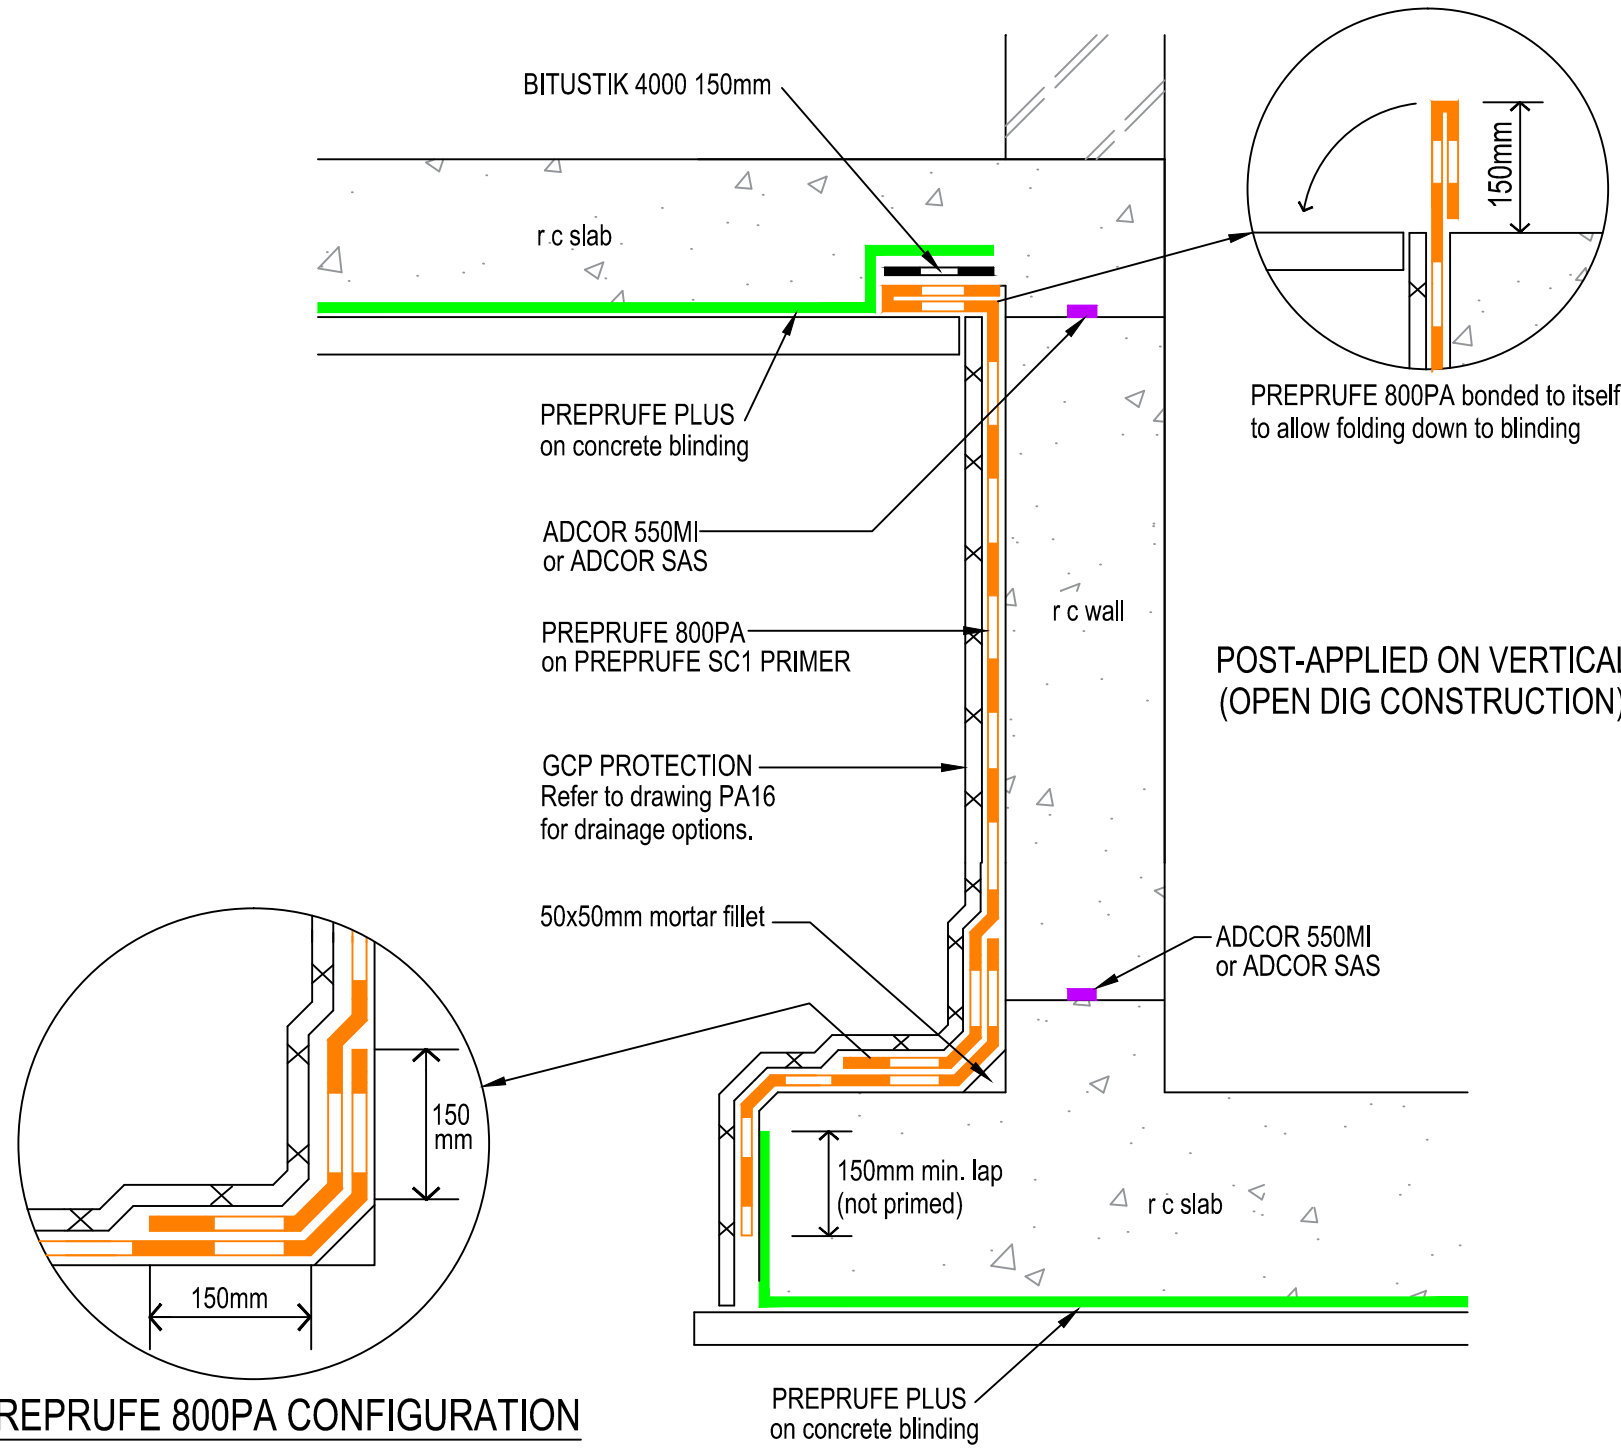 BITUSTIK 4000 150mm
r c slab
150mm
PREPRUFE 800PA bonded to itself
to allow folding down to blinding
PREPRUFE PLUS
on concrete blinding
ADCOR 550MI
or ADCOR SAS
PREPRUFE 800PA
on PREPRUFE SC1 PRIMER
r c wall
POST-APPLIED ON VERTICAL
(OPEN DIG CONSTRUCTION)
GCP PROTECTION
Refer to drawing PA16
for drainage options.
50x50mm mortar fillet
ADCOR 550MI
or ADCOR SAS
150
mm
150mm
150mm min. lap
(not primed)
r c slab
PREPRUFE PLUS
on concrete blinding
REPRUFE 800PA CONFIGURATION